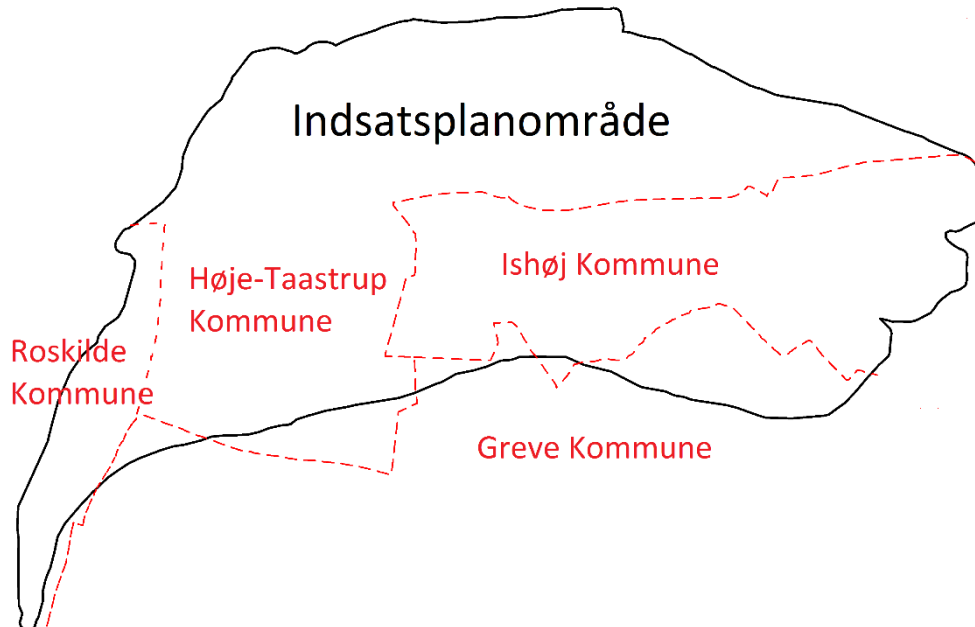 Indsatsplanområde
Ishøj Kommune
Høje-Taastrup
Kommune
Roskilde
Kommune
Greve Kommune